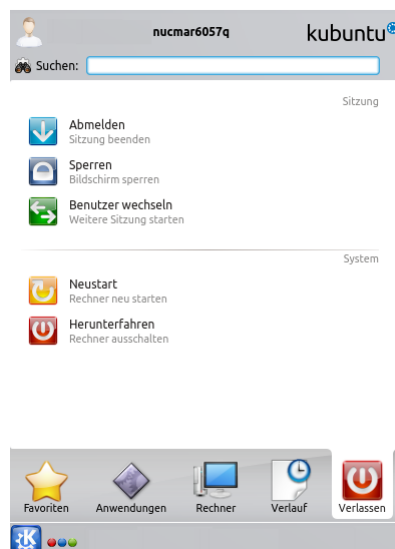 nucmar6057q
kubuntu
Suchen:
Sitzung
Abmelden
Sitzung beenden
Sperren
Bildschirm sperren
Benutzer wechseln
Weitere Sitzung starten
System
Neustart
Rechner neu starten
Herunterfahren
Rechner ausschalten
Favoriten Anwendungen Rechner Verlauf Verlassen